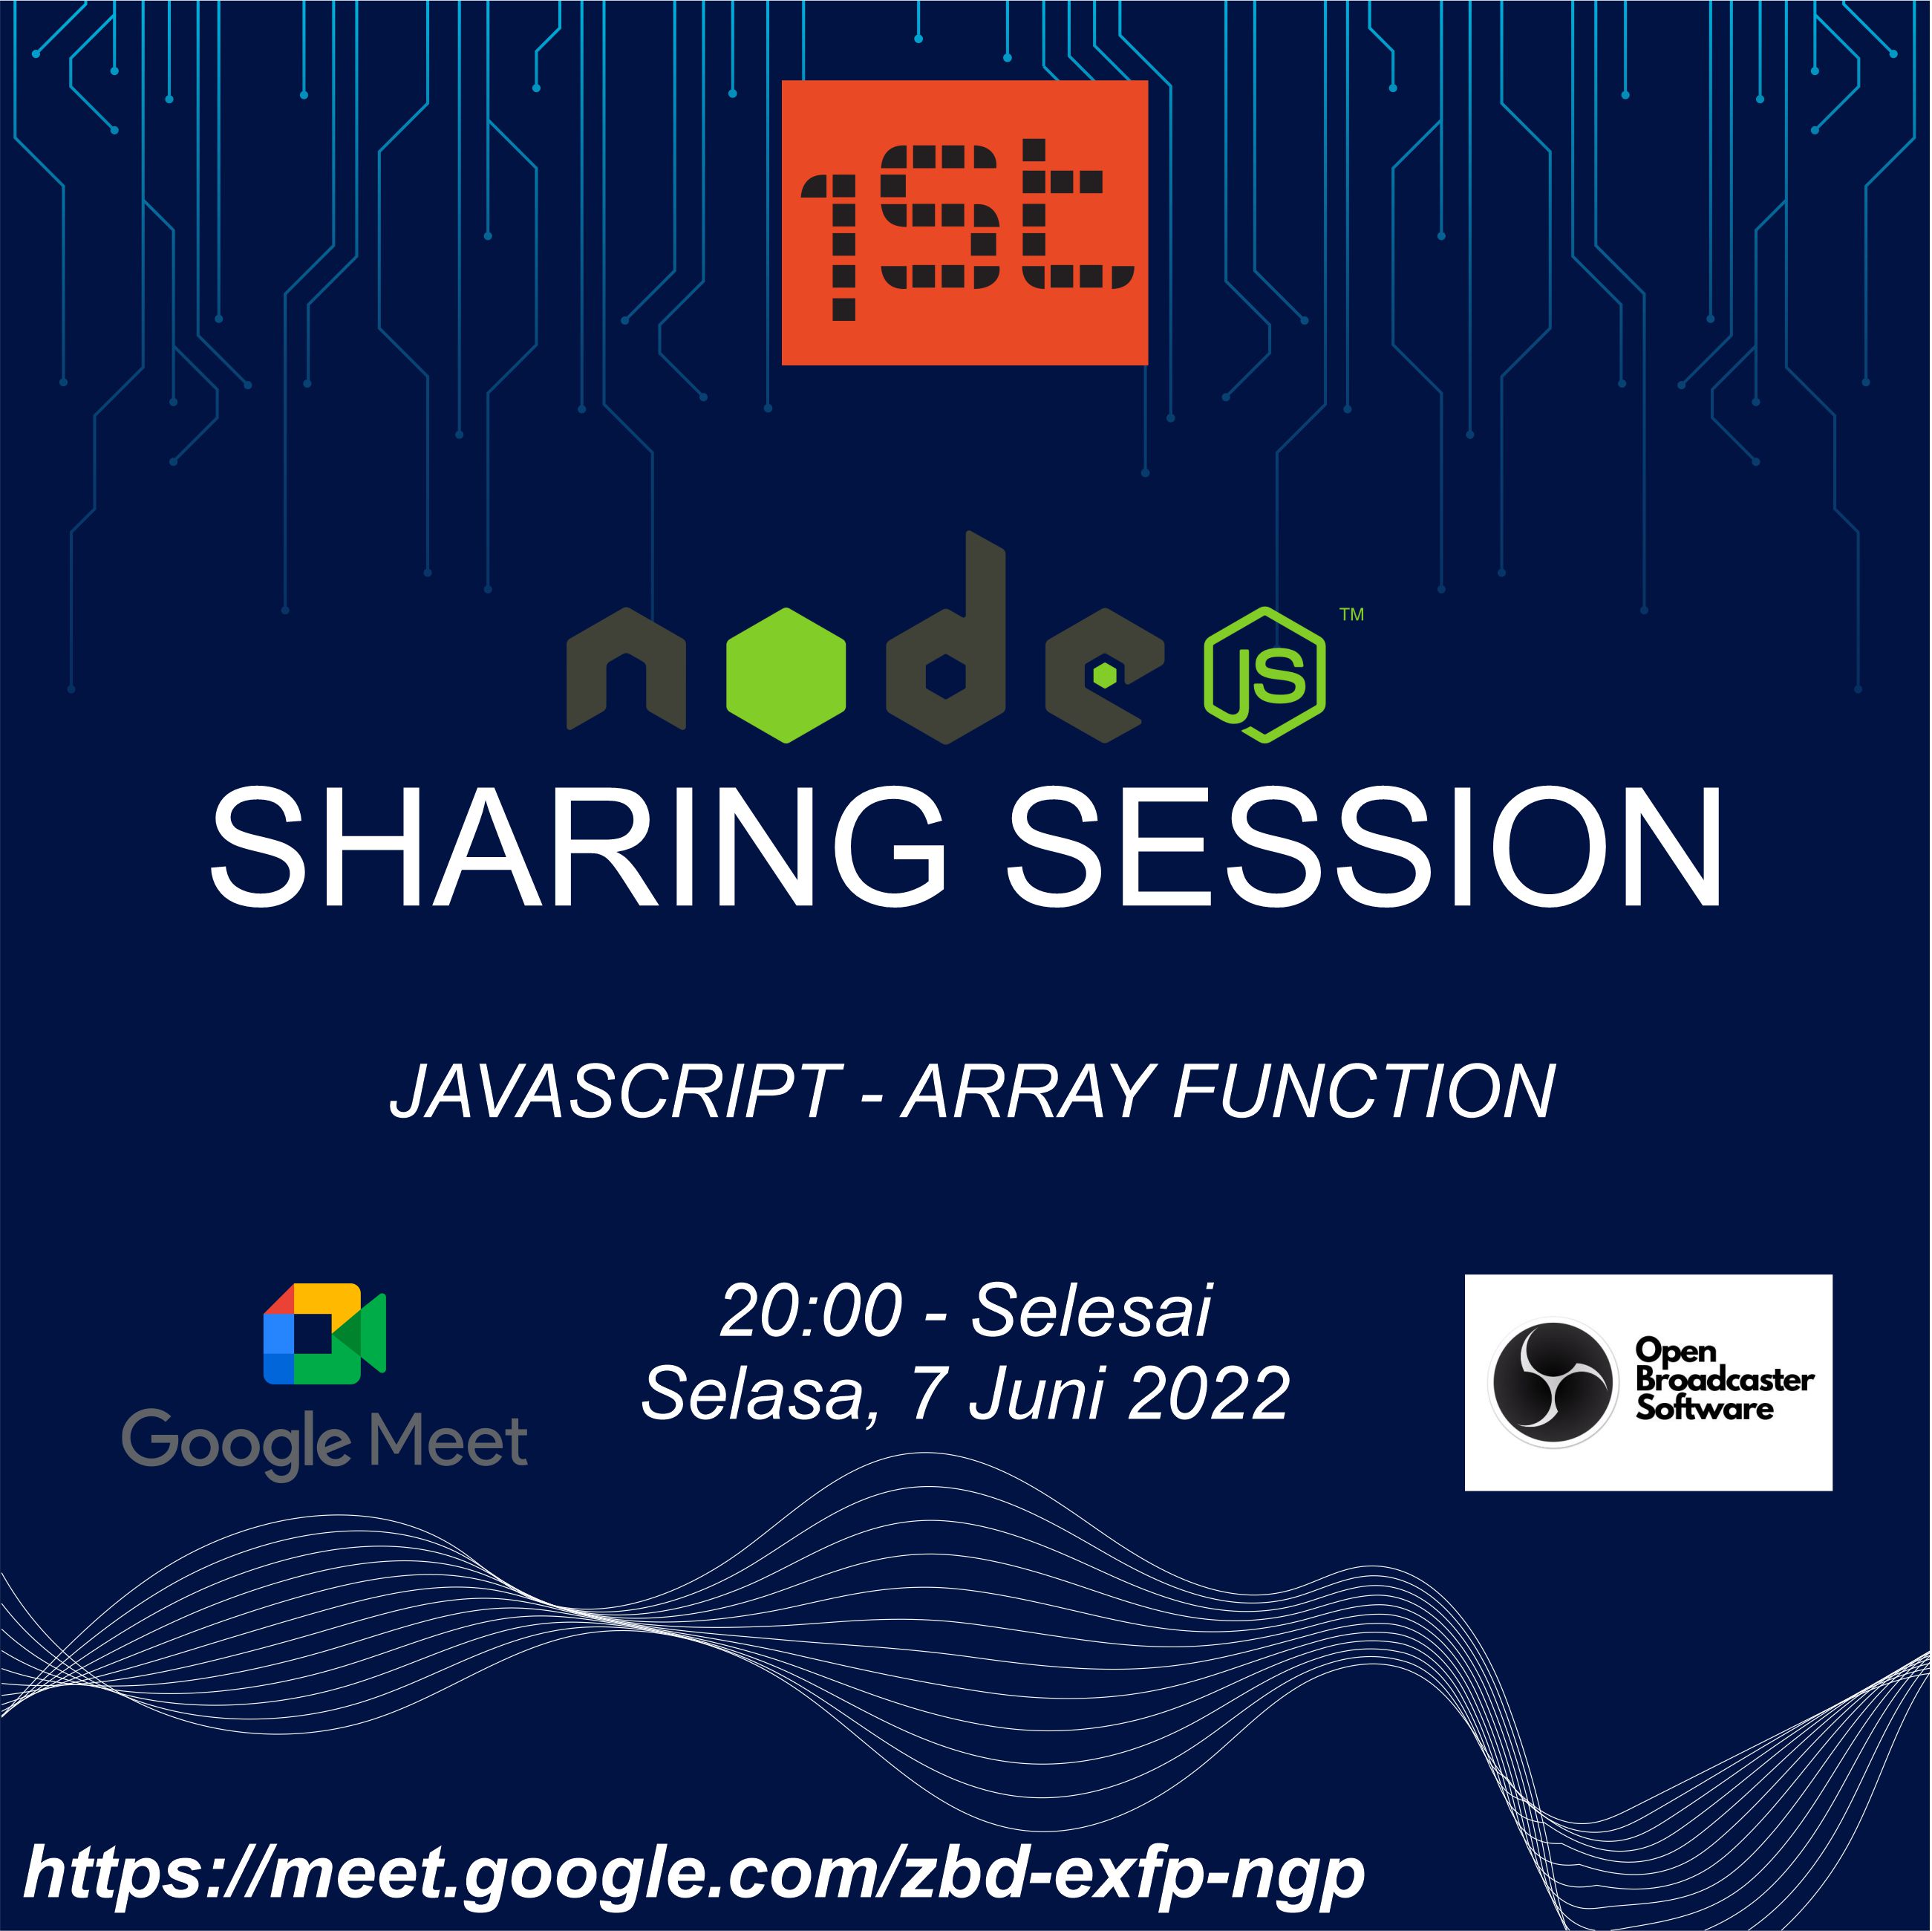 1st
node JS TM
SHARING SESSION
JAVASCRIPT - ARRAY FUNCTION
20:00 - Selesai
Selasa, 7 Juni 2022
Google Meet
Open
Broadcaster
Software
https://meet.google.com/zbd-exfp-ngp